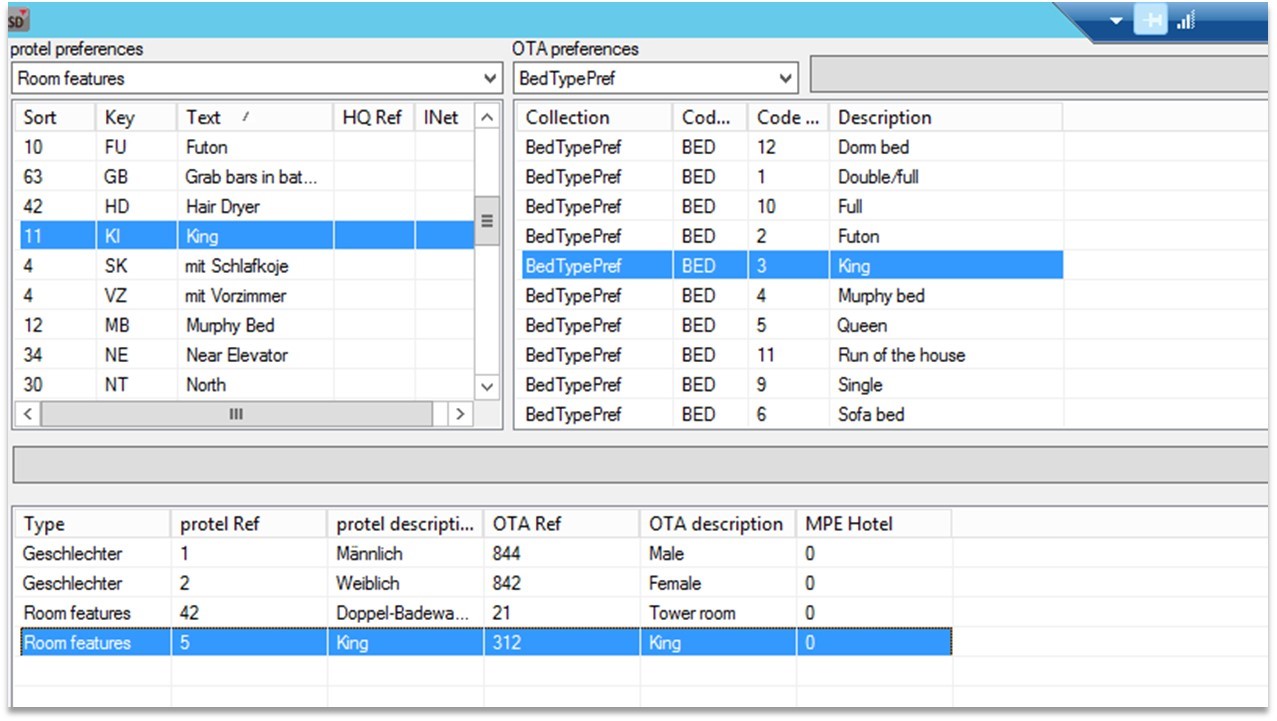 SD
protel preferences
Room features
Sort Key Text HQ Ref INet
10 FU Futon
63 GB Grab bars in bat...
42 HD Hair Dryer
11 KI King
4 SK mit Schlafkoje
4 VZ mit Vorzimmer
12 MB Murphy Bed
34 NE Near Elevator
30 NT North
OTA preferences
BedTypePref
Collection Cod... Code ... Description
BedTypePref BED 12 Dorm bed
BedTypePref BED 1 Double/full
BedTypePref BED 10 Full
BedTypePref BED 2 Futon
BedTypePref BED 3 King
BedTypePref BED 4 Murphy bed
BedTypePref BED 5 Queen
BedTypePref BED 11 Run of the house
BedTypePref BED 9 Single
BedTypePref BED 6 Sofa bed
Type protel Ref protel descripti... OTA Ref OTA description MPE Hotel
Geschlechter 1 Männlich 844 Male 0
Geschlechter 2 Weiblich 842 Female 0
Room features 42 Doppel-Badewa... 21 Tower room 0
Room features 5 King 312 King 0